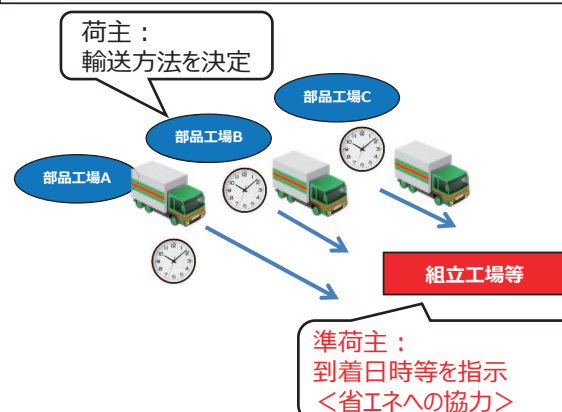 荷主：
輸送方法を決定
部品工場C
部品工場B
部品工場A
組立工場等
準荷主：
到着日時等を指示
＜省エネへの協力＞